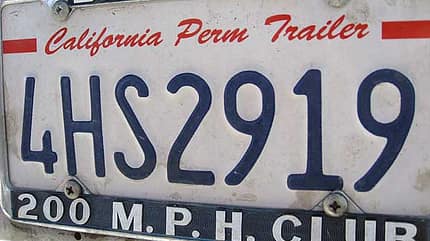 California Perm Trailer
4HS2919
200 M.P.H. CLUB